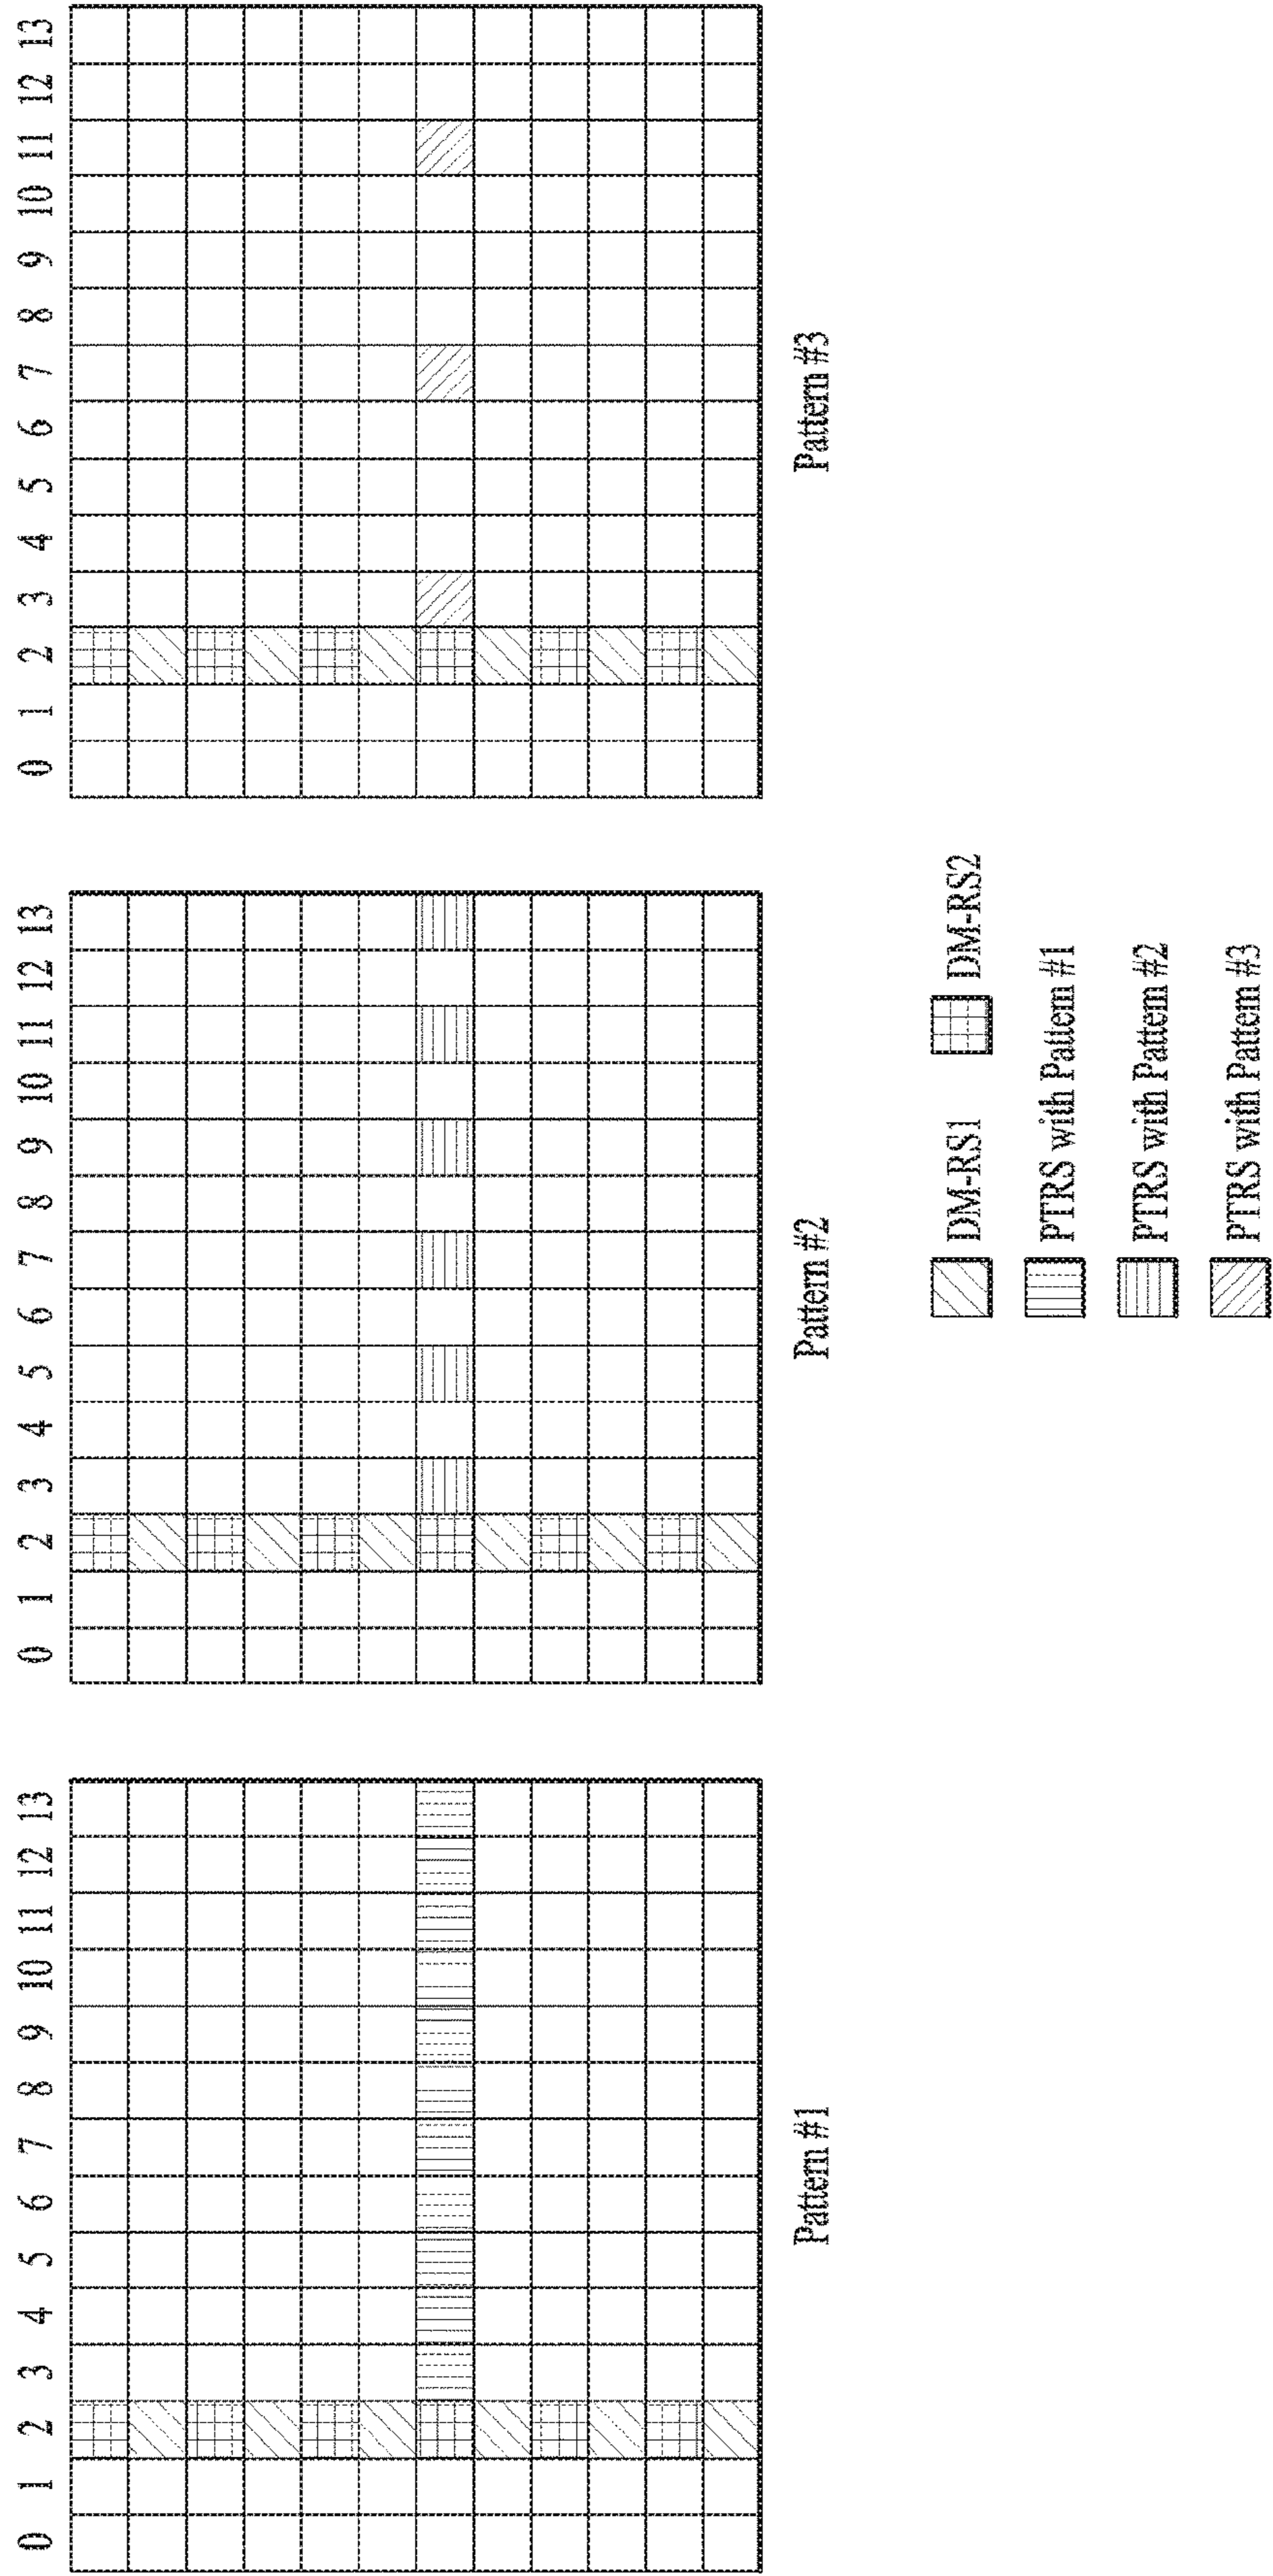 0 1 2 3 4 5 6 7 8 9 10 11 12 13
Pattern #1
0 1 2 3 4 5 6 7 8 9 10 11 12 13
Pattern #2
0 1 2 3 4 5 6 7 8 9 10 11 12 13
Pattern #3
DM-RS1 DM-RS2
PTRS with Pattern #1
PTRS with Pattern #2
PTRS with Pattern #3